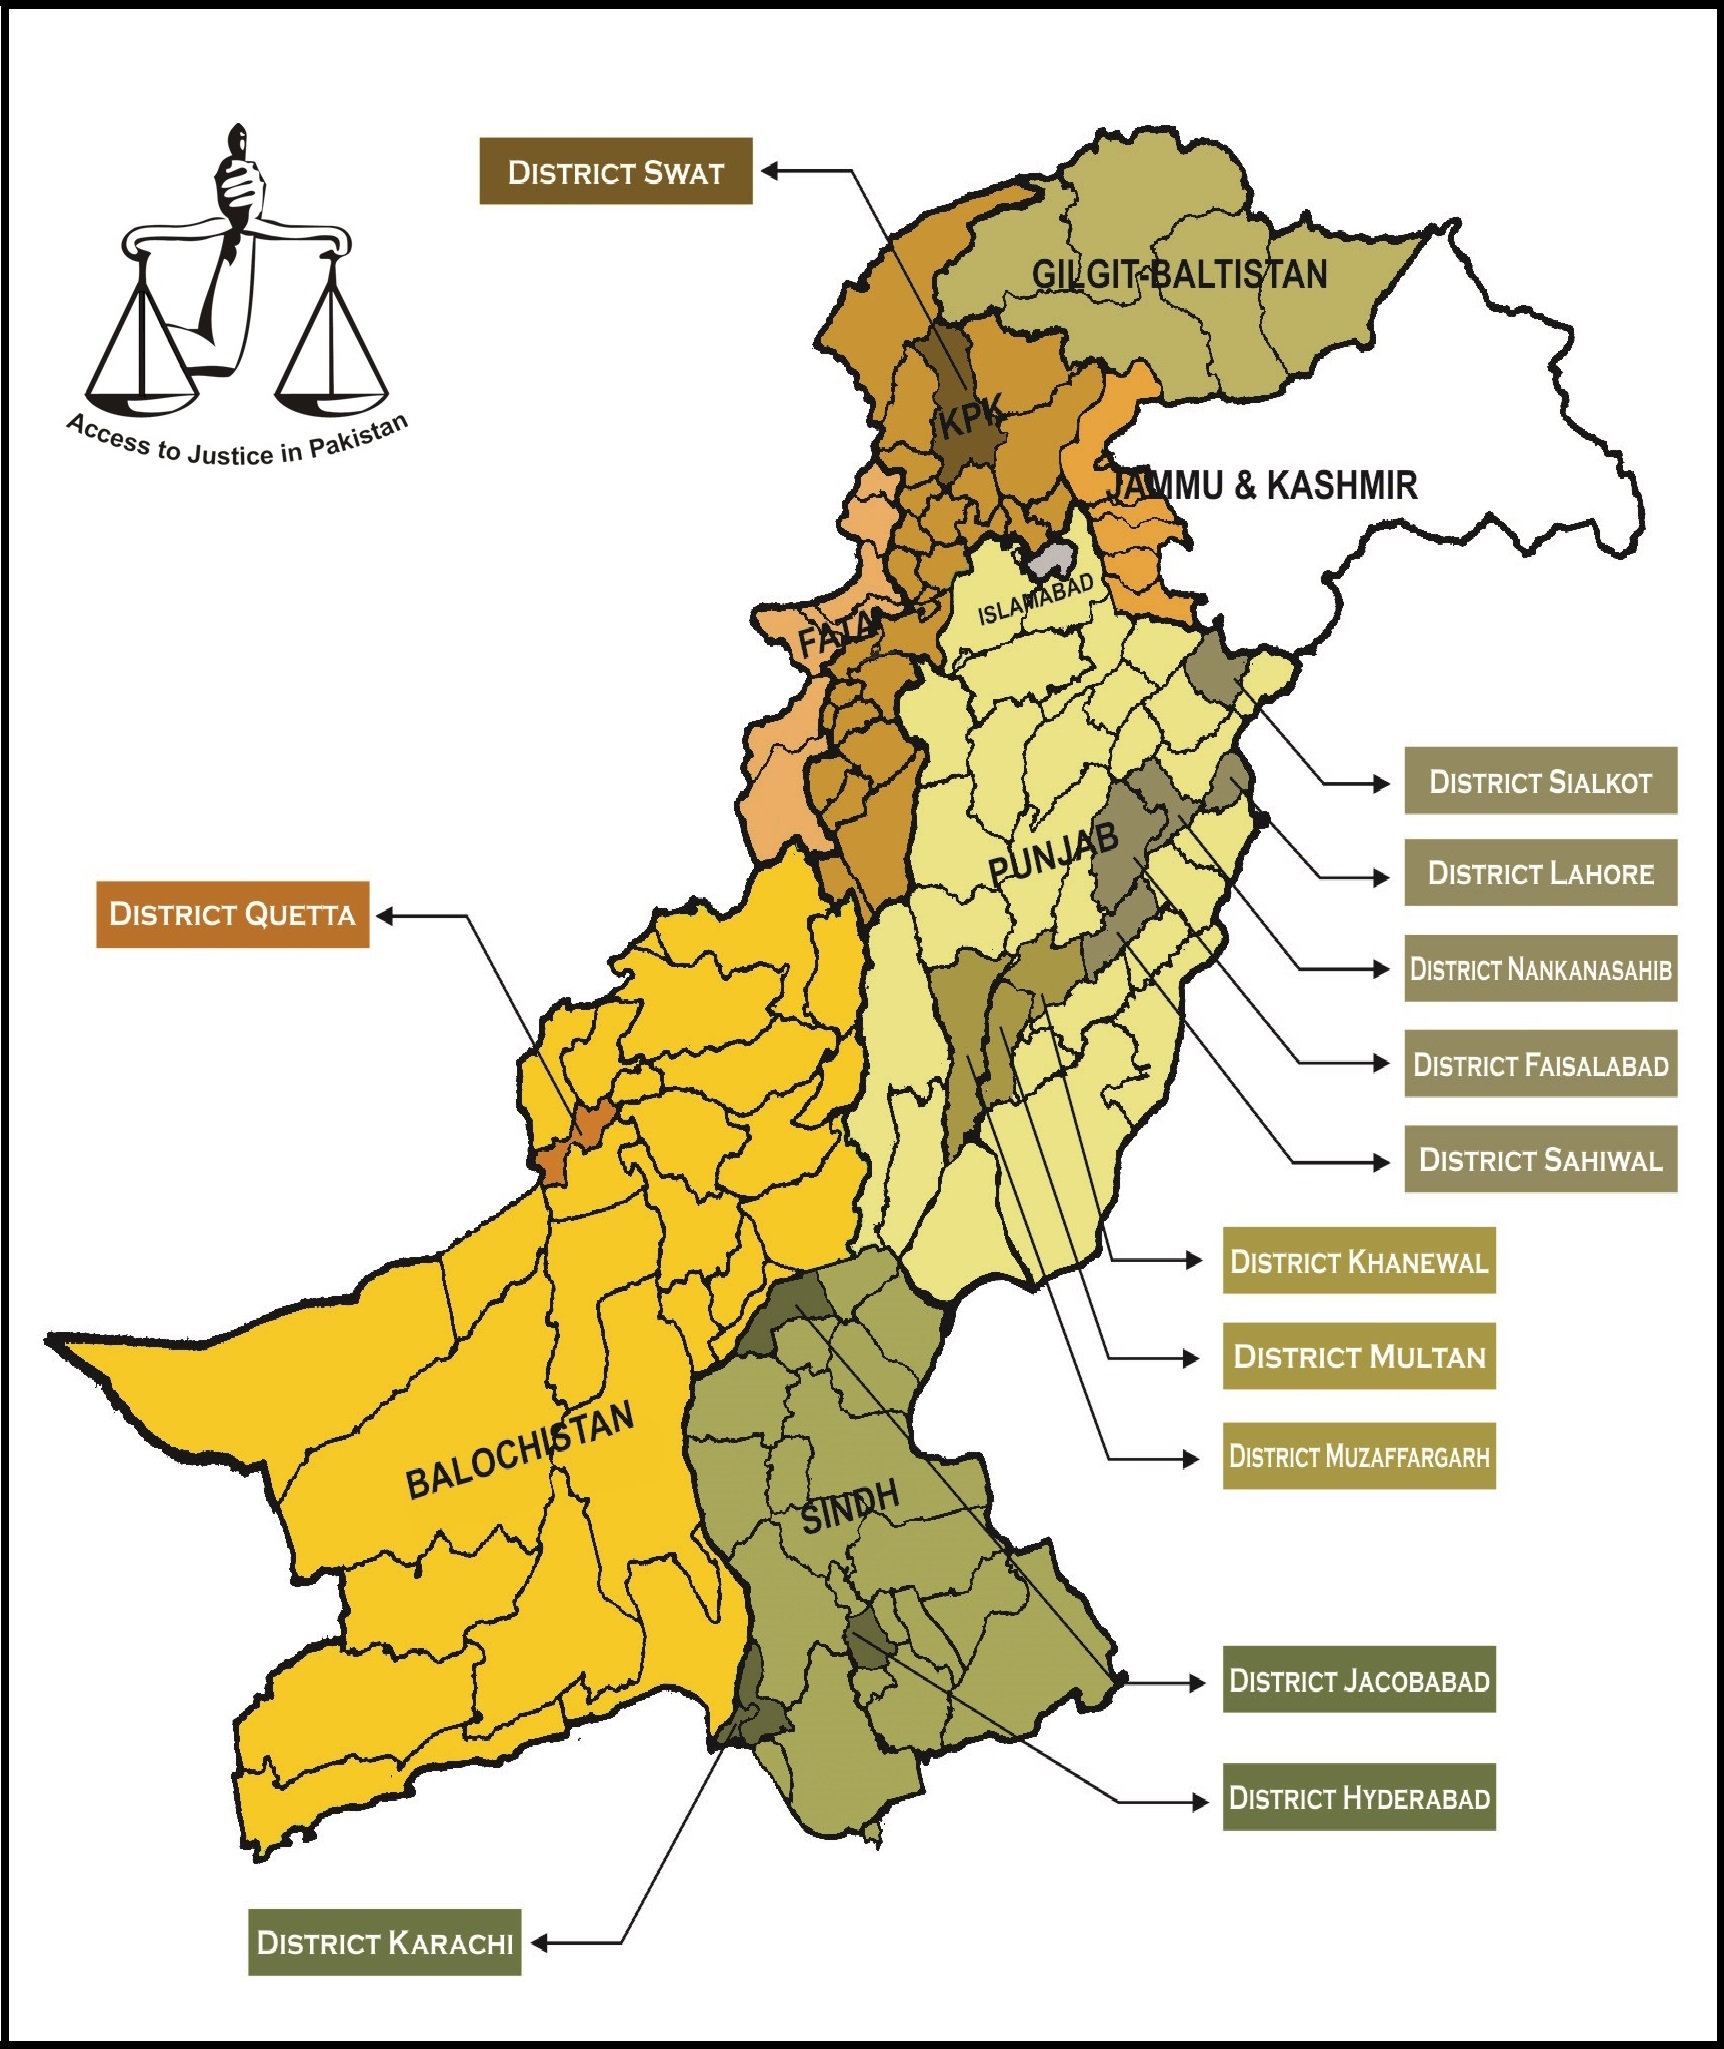 DISTRICT SWAT
GILGIT-BALTISTAN
KPK
Access to Justice in Pakistan
JAMMU & KASHMIR
ISLAMABAD
FATA
DISTRICT SIALKOT
PUNJAB
DISTRICT LAHORE
DISTRICT QUETTA
DISTRICT NANKANASAHIB
DISTRICT FAISALABAD
DISTRICT SAHIWAL
DISTRICT KHANEWAL
DISTRICT MULTAN
BALOCHISTAN
DISTRICT MUZAFFARGARH
SINDH
DISTRICT JACOBABAD
DISTRICT HYDERABAD
DISTRICT KARACHI